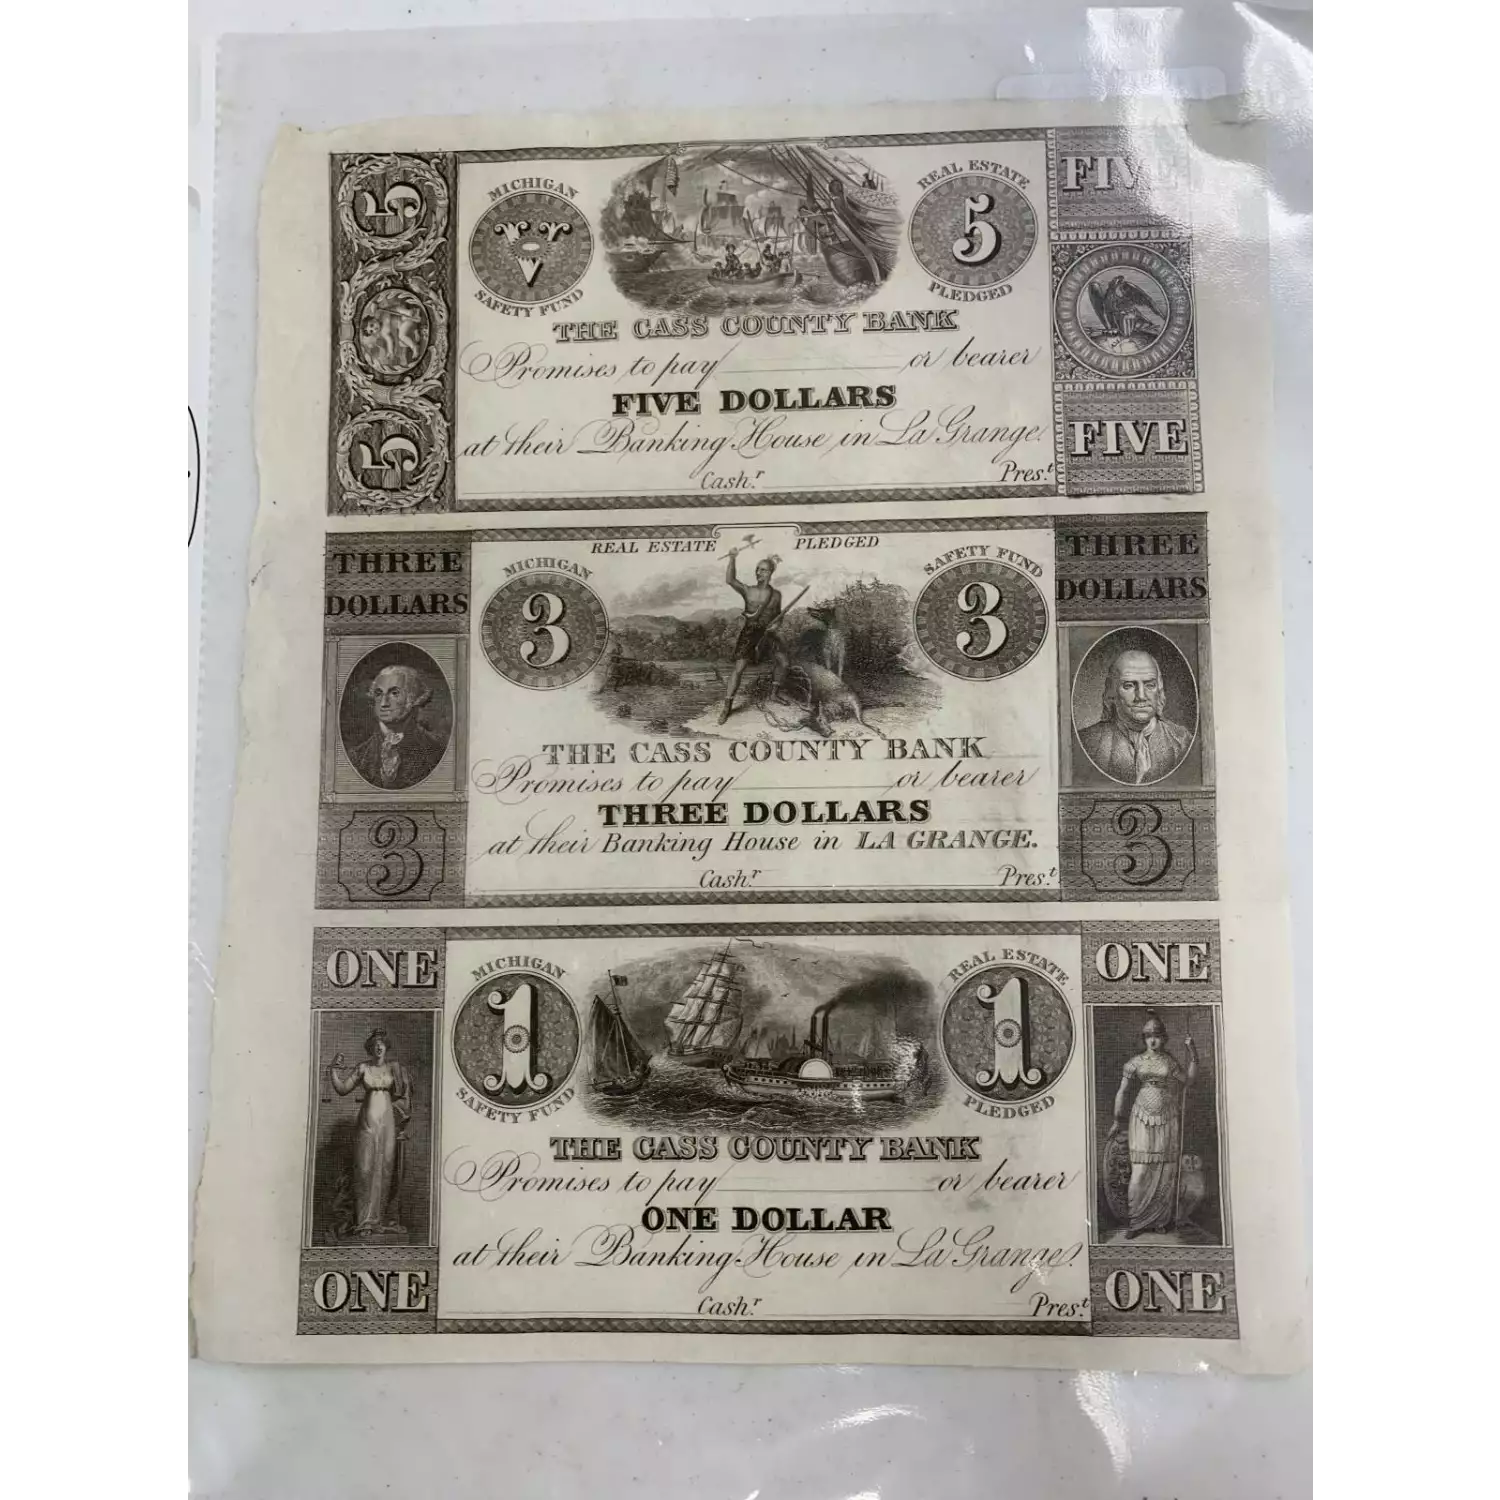 5
MICHIGAN
V
SAFETY FUND
REAL ESTATE
5
PLEDGED
FIVE
THE CASS COUNTY BANK
Promises to pay or bearer
FIVE DOLLARS
at their Banking House in La Grange.
Cash.r Pres.t
5
FIVE
THREE
DOLLARS
REAL ESTATE PLEDGED
MICHIGAN
3
SAFETY FUND
3
THREE
DOLLARS
THE CASS COUNTY BANK
Promises to pay or bearer
THREE DOLLARS
at their Banking House in LA GRANGE.
Cash.r Pres.t
3
3
ONE
MICHIGAN
1
SAFETY FUND
REAL ESTATE
1
PLEDGED
ONE
THE CASS COUNTY BANK
Promises to pay or bearer
ONE DOLLAR
at their Banking House in La Grange.
Cash.r Pres.t
ONE
ONE